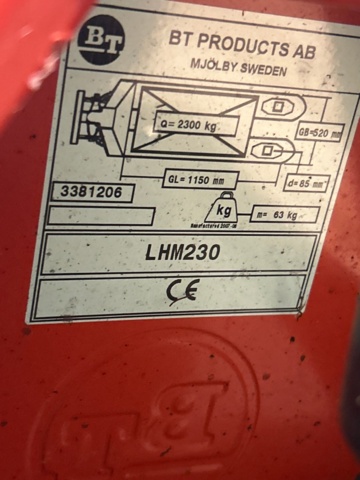 BT
BT PRODUCTS AB
MJÖLBY SWEDEN
Q= 2300 kg
GB=520 mm
GL= 1150 mm
d= 85 mm
3381206
kg
m= 63 kg
Manufactured
LHM230
CE
BT